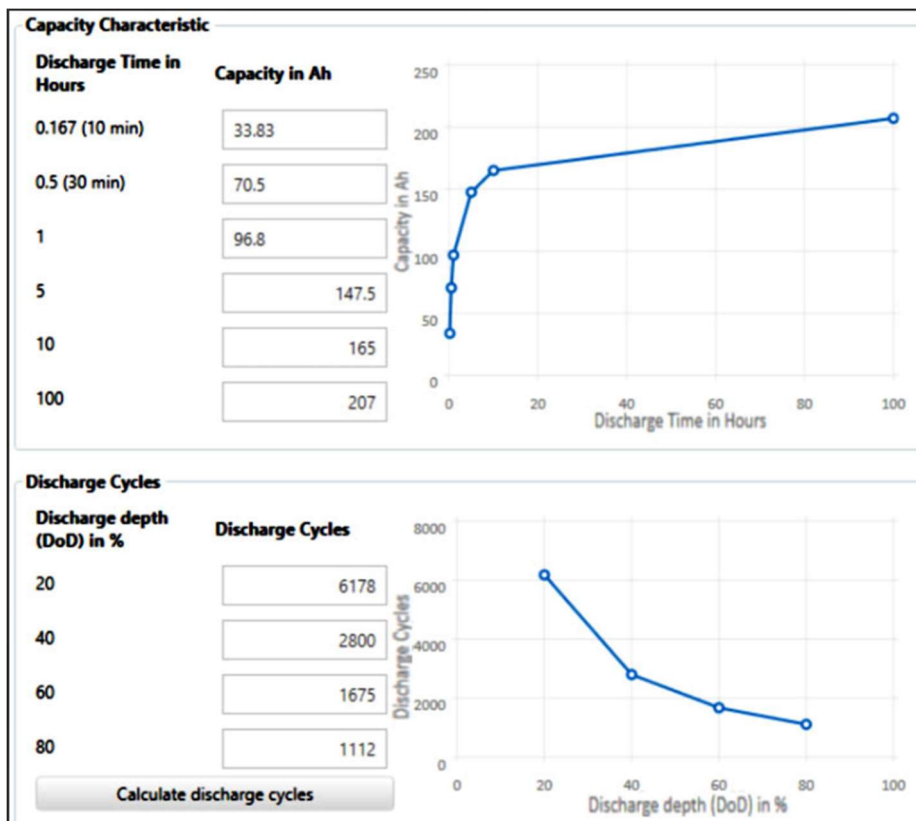 Capacity Characteristic
Discharge Time in
Hours
Capacity in Ah
0.167 (10 min)
33.83
0.5 (30 min)
70.5
1
96.8
5
147.5
10
165
100
207
Capacity in Ah
250
200
150
100
50
0
0 20 40 60 80 100
Discharge Time in Hours
Discharge Cycles
Discharge depth
(DoD) in %
Discharge Cycles
20
6178
40
2800
60
1675
80
1112
Calculate discharge cycles
Discharge Cycles
8000
6000
4000
2000
0
0 20 40 60 80 100
Discharge depth (DoD) in %